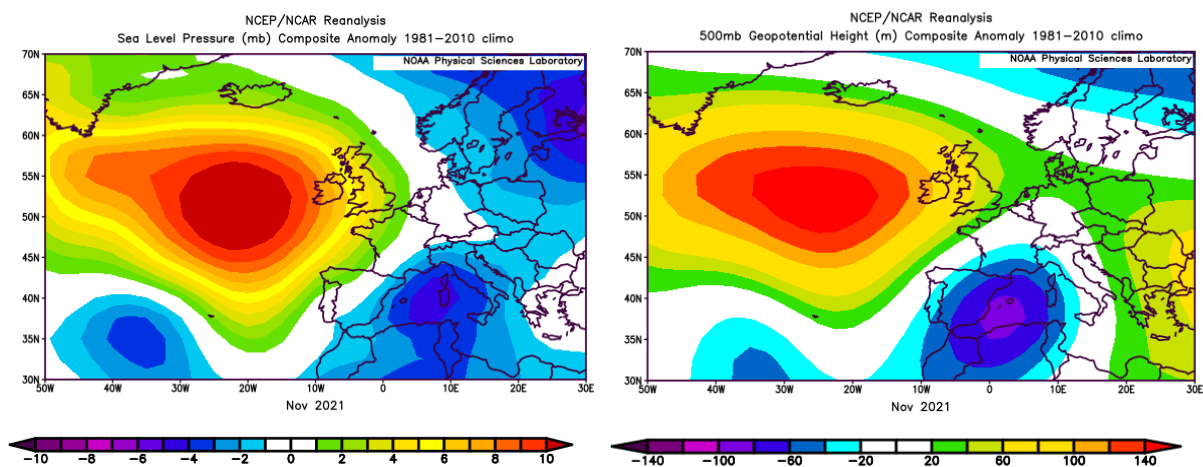 NCEP/NCAR Reanalysis
Sea Level Pressure (mb) Composite Anomaly 1981-2010 climo
NOAA Physical Sciences Laboratory
70N
65N
60N
55N
50N
45N
40N
35N
30N
50W 40W 30W 20W 10W 0 10E 20E 30E
Nov 2021
-10 -8 -6 -4 -2 0 2 4 6 8 10
NCEP/NCAR Reanalysis
500mb Geopotential Height (m) Composite Anomaly 1981-2010 climo
NOAA Physical Sciences Laboratory
70N
65N
60N
55N
50N
45N
40N
35N
30N
50W 40W 30W 20W 10W 0 10E 20E 30E
Nov 2021
-140 -100 -60 -20 20 60 100 140